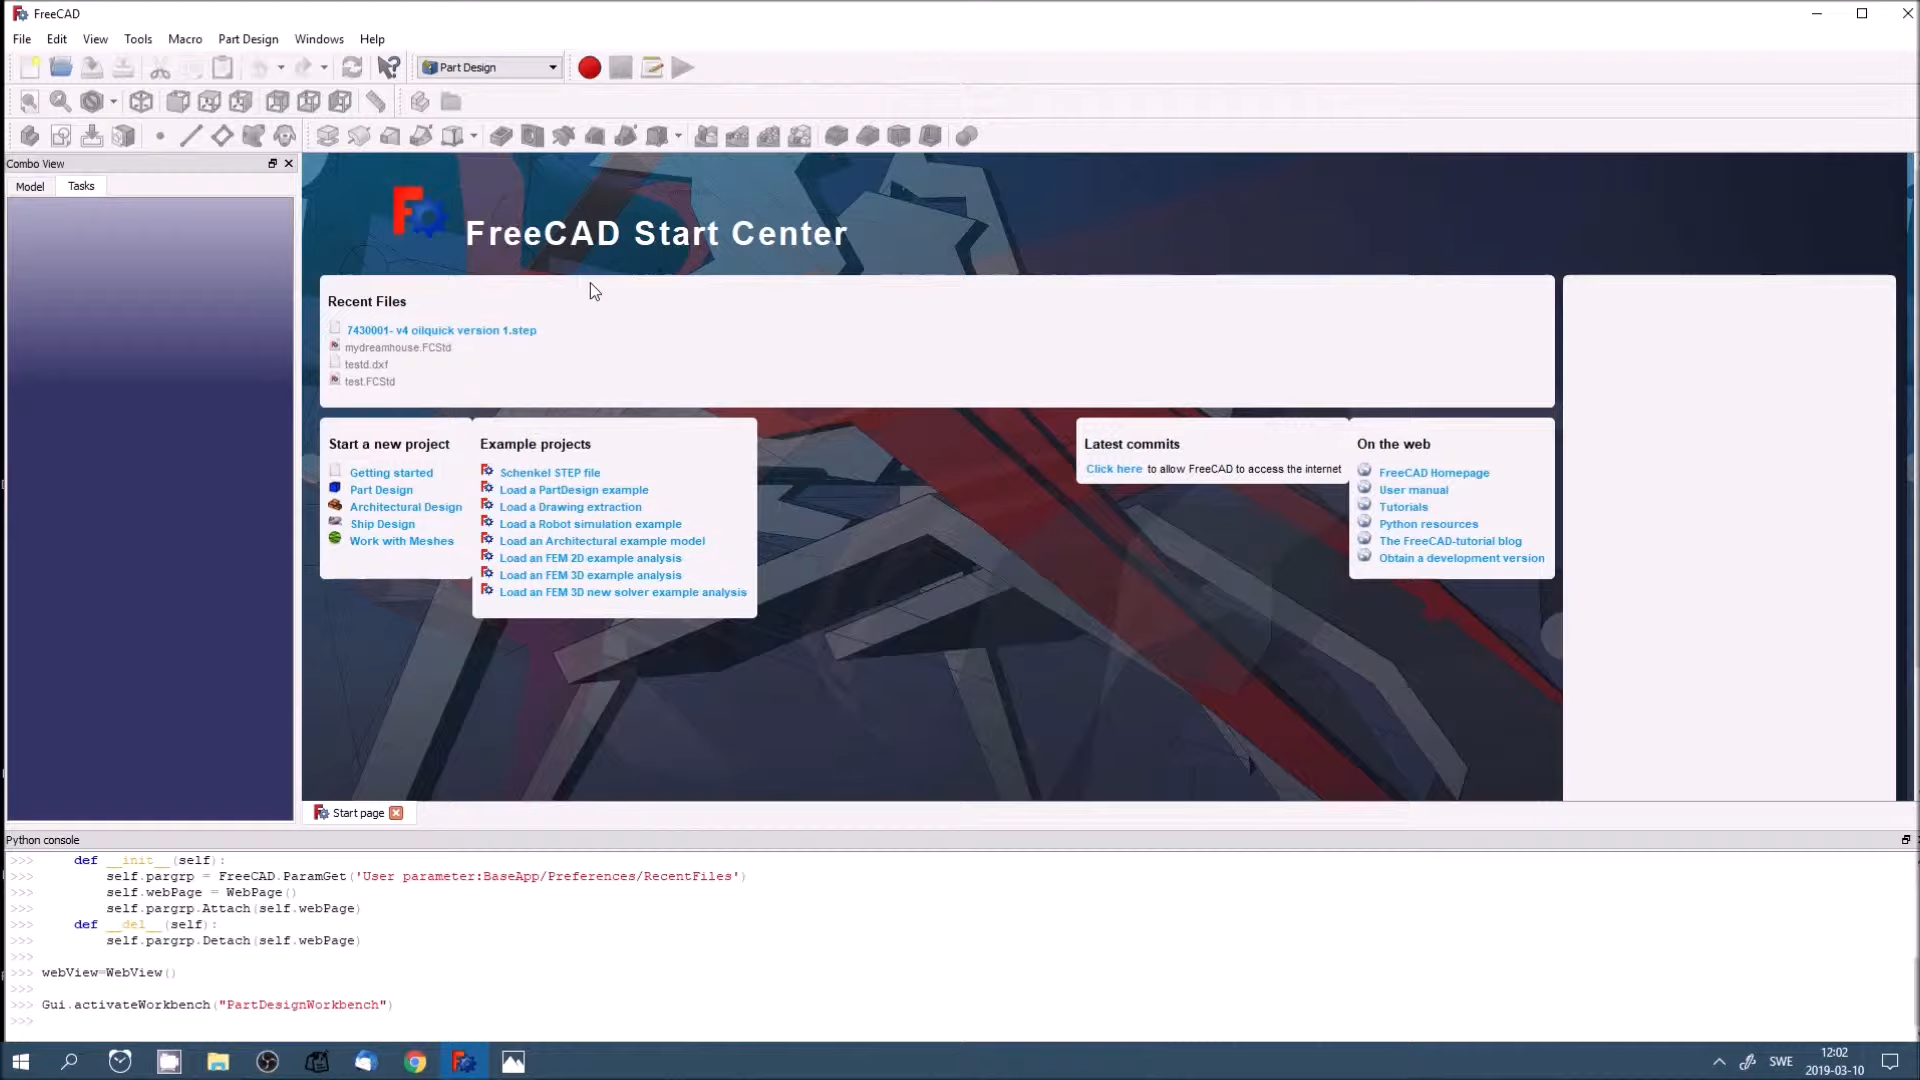 FreeCAD
File Edit View Tools Macro Part Design Windows Help
Part Design
Combo View
Model Tasks
FreeCAD Start Center
Recent Files
7430001- v4 oilquick version 1.step
mydreamhouse.FCStd
testd.dxf
test.FCStd
Start a new project
Getting started
Part Design
Architectural Design
Ship Design
Work with Meshes
Example projects
Schenkel STEP file
Load a PartDesign example
Load a Drawing extraction
Load a Robot simulation example
Load an Architectural example model
Load an FEM 2D example analysis
Load an FEM 3D example analysis
Load an FEM 3D new solver example analysis
Latest commits
Click here to allow FreeCAD to access the internet
On the web
FreeCAD Homepage
User manual
Tutorials
Python resources
The FreeCAD-tutorial blog
Obtain a development version
Start page
Python console
>>>     def __init__(self):
>>>         self.pargrp = FreeCAD.ParamGet('User parameter:BaseApp/Preferences/RecentFiles')
>>>         self.webPage = WebPage()
>>>         self.pargrp.Attach(self.webPage)
>>>     def __del__(self):
>>>         self.pargrp.Detach(self.webPage)
>>>
>>> webView=WebView()
>>>
>>> Gui.activateWorkbench("PartDesignWorkbench")
>>>
SWE
12:02
2019-03-10